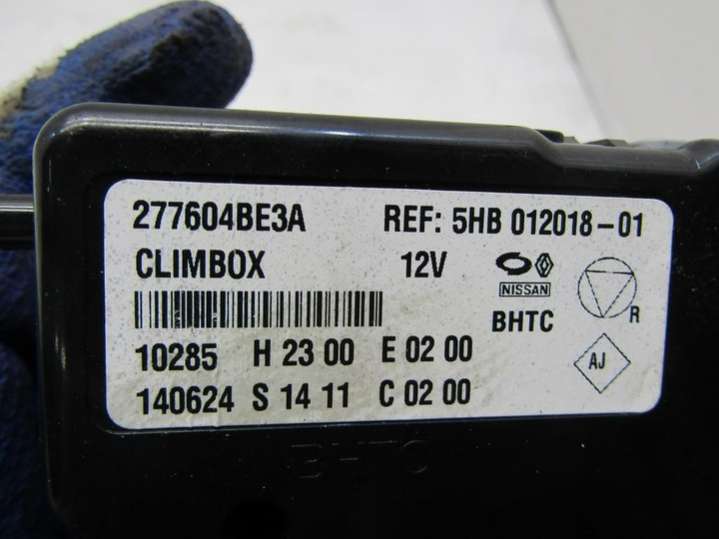 277604BE3A REF: 5HB 012018-01
CLIMBOX 12V
NISSAN
BHTC R
10285 H 23 00 E 02 00
AJ
140624 S 14 11 C 02 00
BHTC